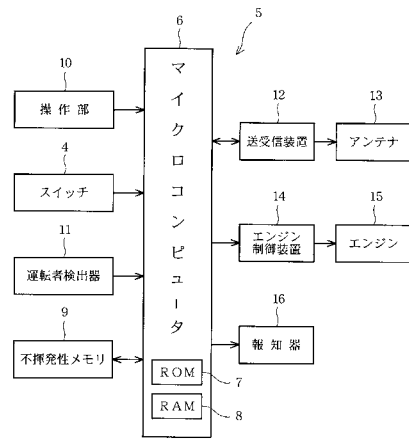 6
5
マイクロコンピュータ
10
操作部
4
スイッチ
11
運転者検出器
9
不揮発性メモリ
12
送受信装置
13
アンテナ
14
エンジン
制御装置
15
エンジン
16
報知器
ROM
7
RAM
8